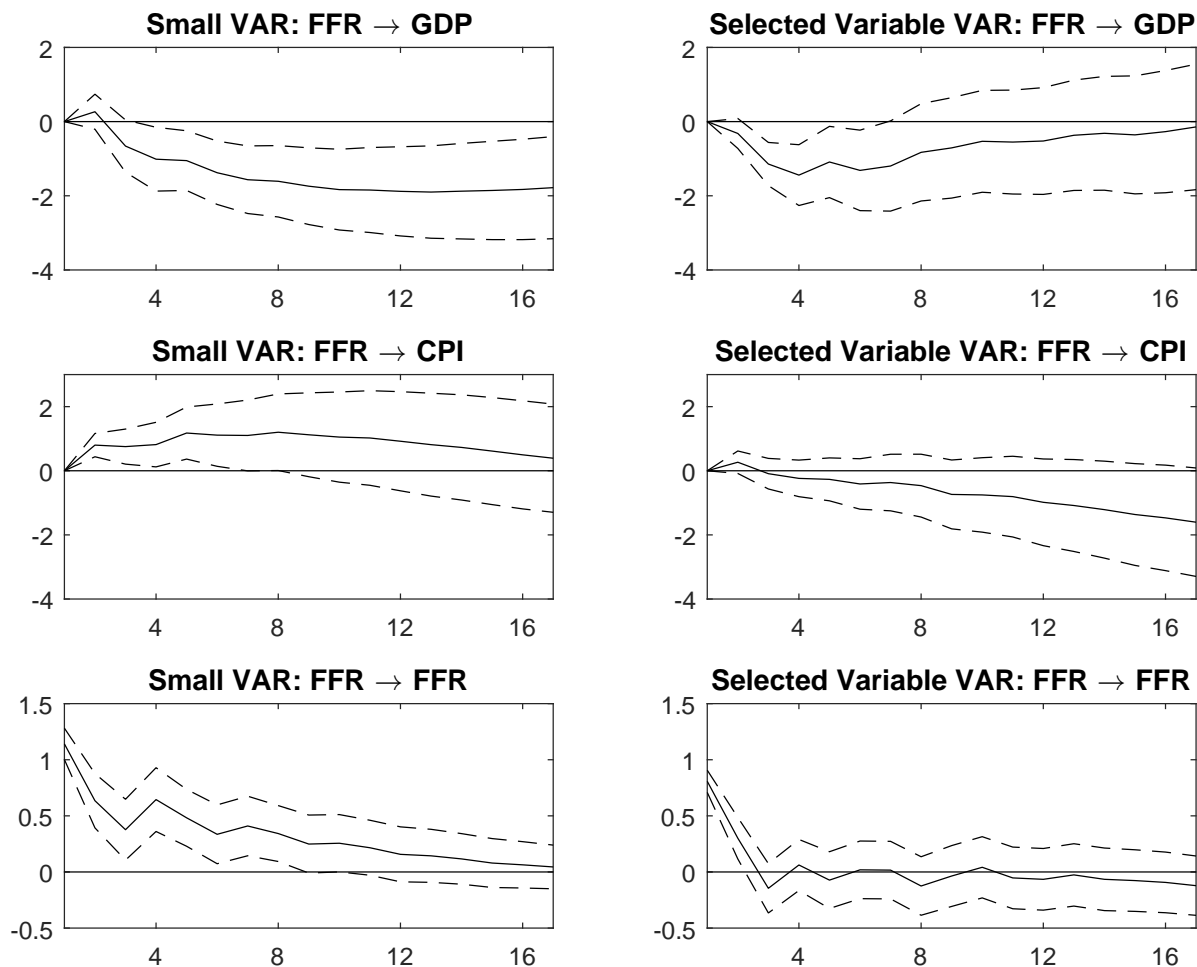 Small VAR: FFR → GDP
2
0
-2
-4
4 8 12 16
Selected Variable VAR: FFR → GDP
2
0
-2
-4
4 8 12 16
Small VAR: FFR → CPI
2
0
-2
-4
4 8 12 16
Selected Variable VAR: FFR → CPI
2
0
-2
-4
4 8 12 16
Small VAR: FFR → FFR
1.5
1
0.5
0
-0.5
4 8 12 16
Selected Variable VAR: FFR → FFR
1.5
1
0.5
0
-0.5
4 8 12 16